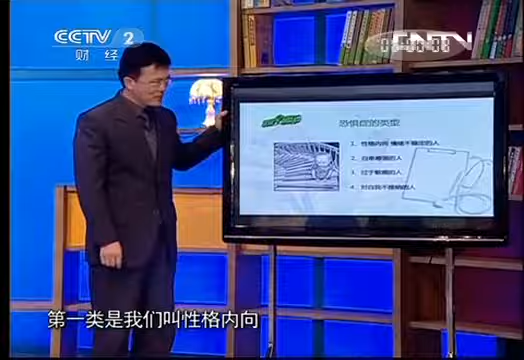 CCTV 2
财 经
CNTV
恐惧症的类型
1、性格内向 情绪不稳定的人
2、自卑懦弱的人
3、过于敏感的人
4、对自我不接纳的人
第一类是我们叫性格内向